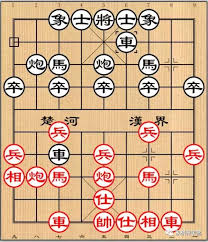 象 士 將 士 象
車
炮 馬 炮 馬
卒 卒 卒 卒 卒
楚河 漢界
兵 兵
兵 車 兵 兵
相 炮 馬 炮 馬
仕
車 帥 仕 相 車